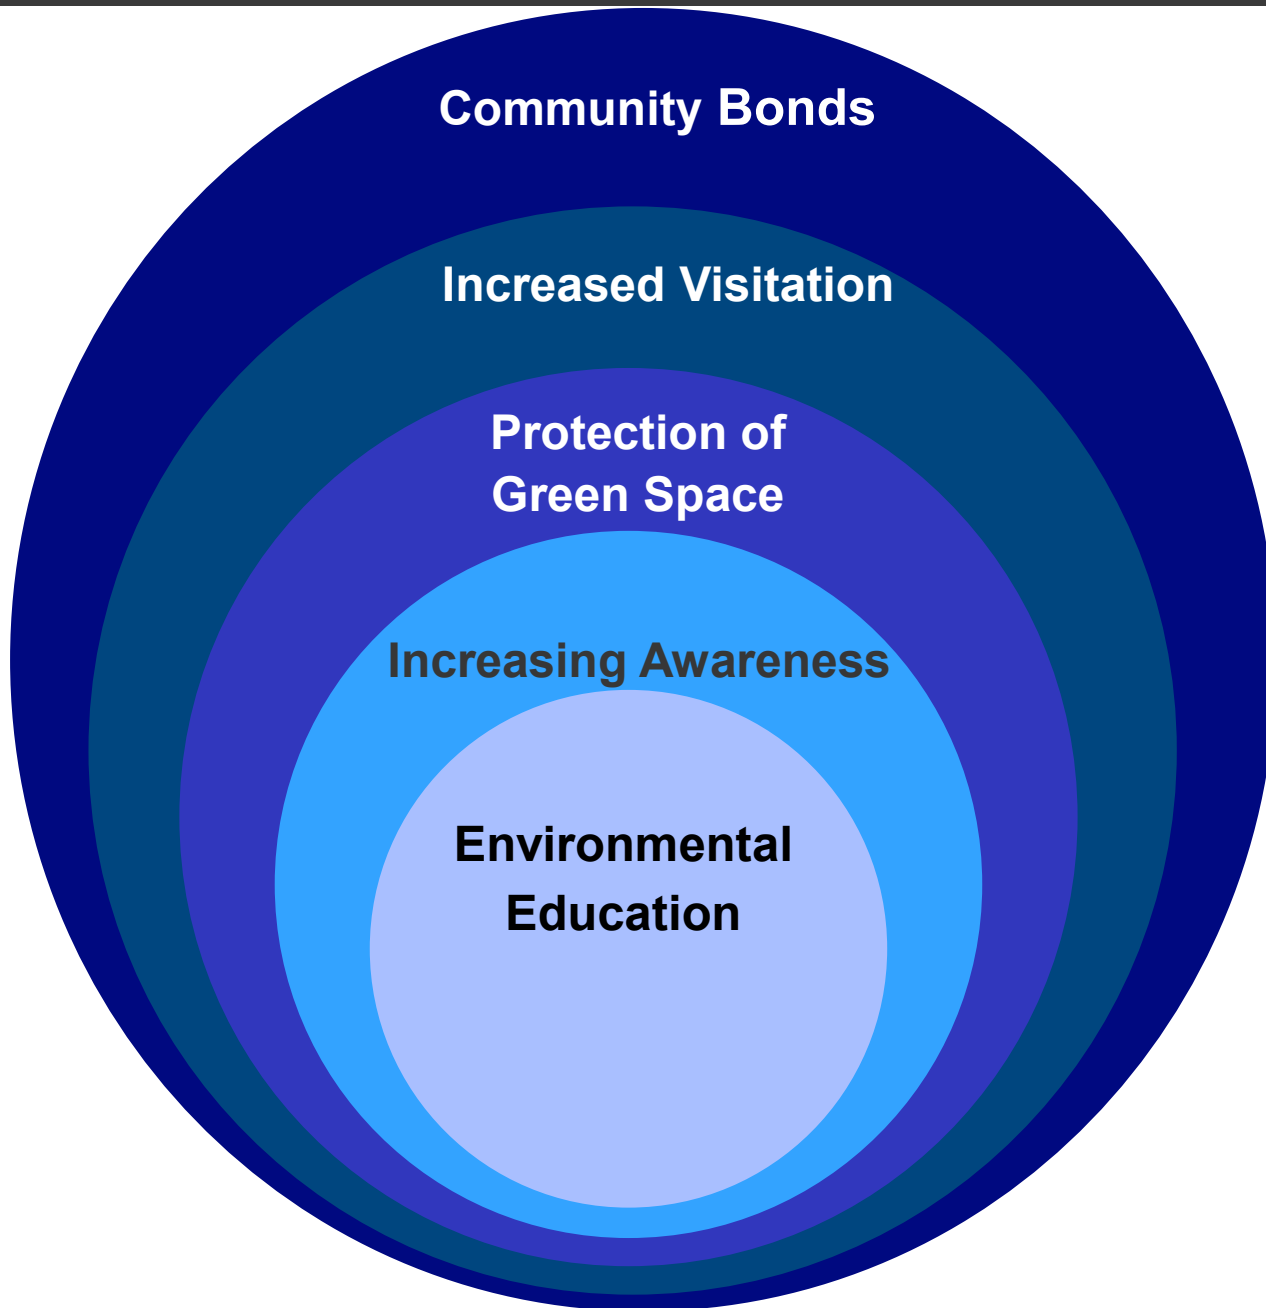 Community Bonds
Increased Visitation
Protection of
Green Space
Increasing Awareness
Environmental
Education